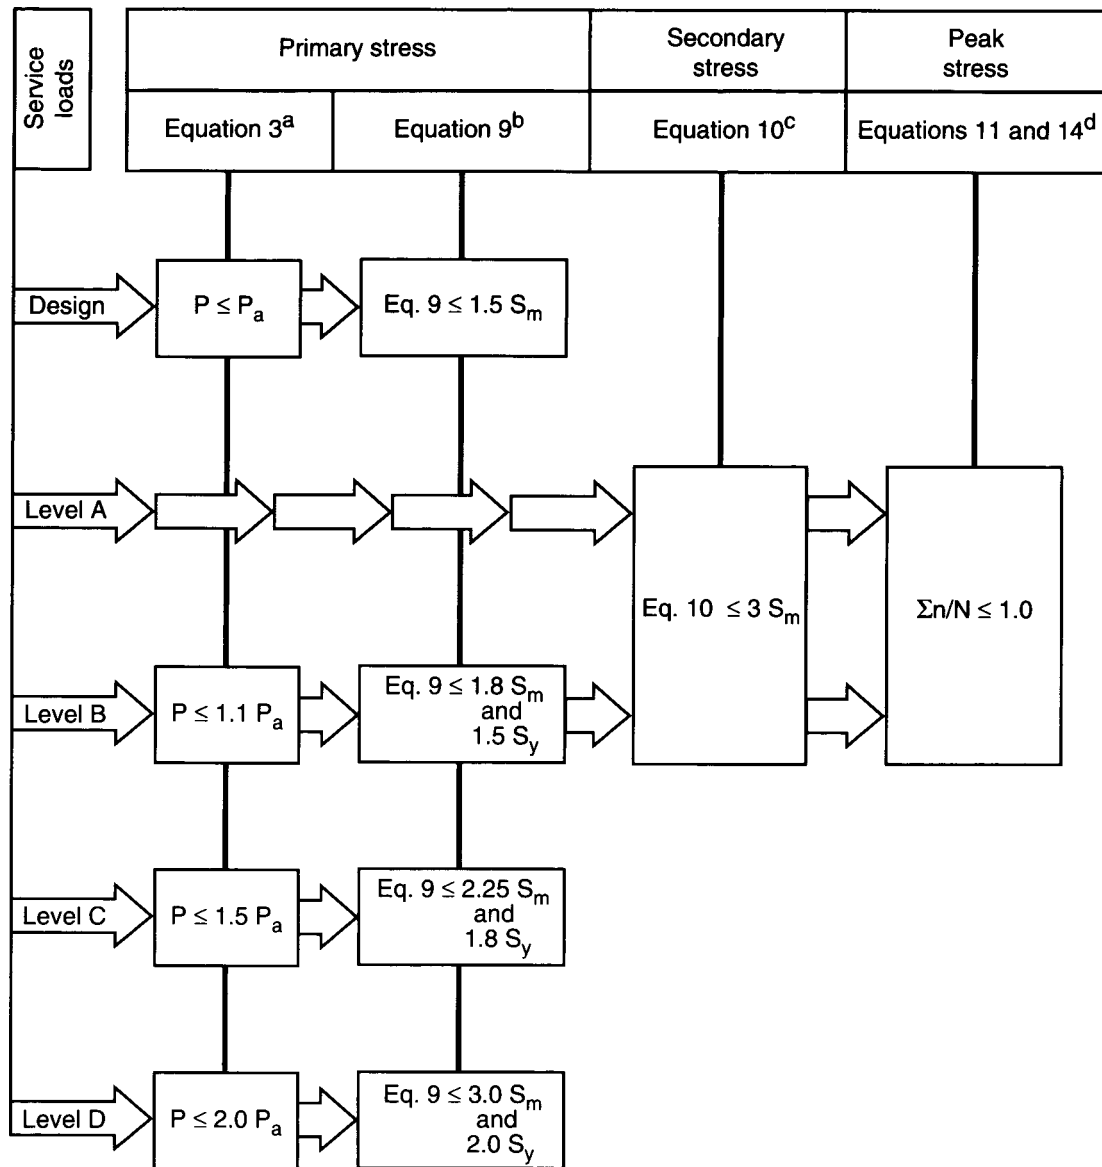 Service
loads
Primary stress
Secondary
stress
Peak
stress
Equation 3a
Equation 9b
Equation 10c
Equations 11 and 14d
Design
P ≤ Pa
Eq. 9 ≤ 1.5 Sm
Level A
Eq. 10 ≤ 3 Sm
Σn/N ≤ 1.0
Level B
P ≤ 1.1 Pa
Eq. 9 ≤ 1.8 Sm
and
1.5 Sy
Level C
P ≤ 1.5 Pa
Eq. 9 ≤ 2.25 Sm
and
1.8 Sy
Level D
P ≤ 2.0 Pa
Eq. 9 ≤ 3.0 Sm
and
2.0 Sy